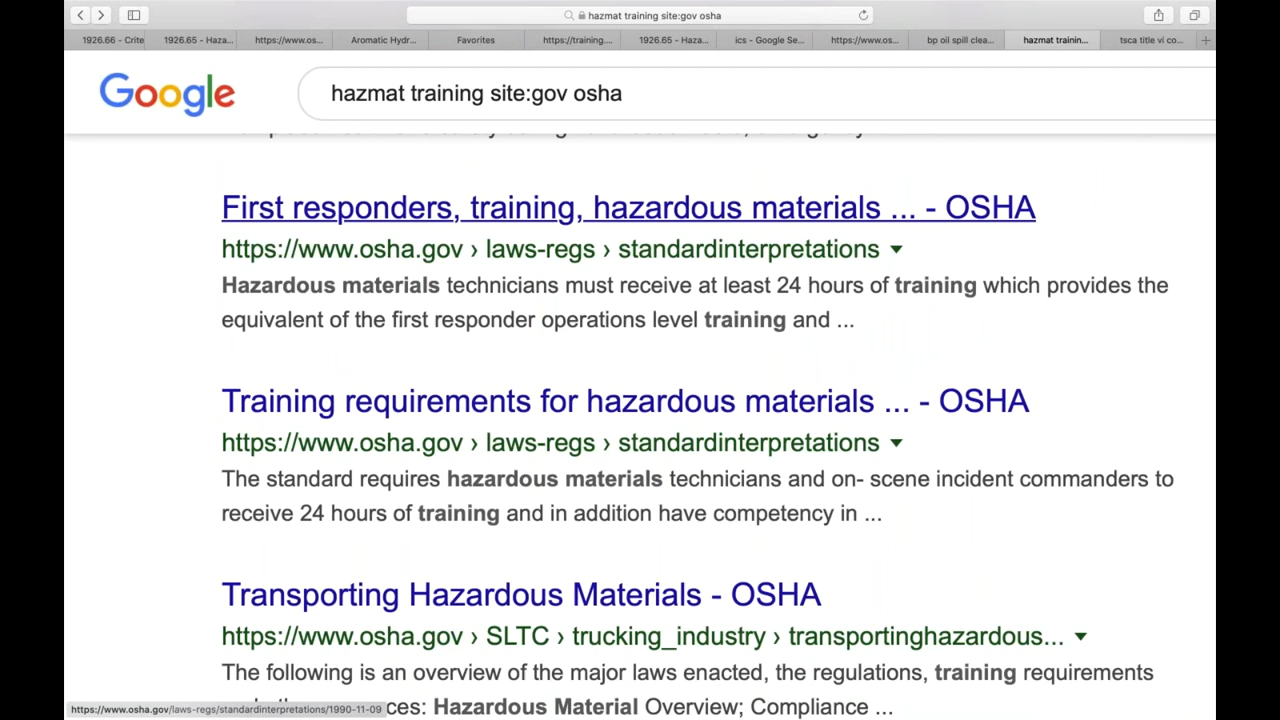 hazmat training site:gov osha
1926.66 - Crite
1926.65 - Haza...
https://www.os...
Aromatic Hydr...
Favorites
https://training....
1926.65 - Haza...
ics - Google Se...
https://www.os...
bp oil spill clea...
hazmat trainin...
tsca title vi co...
Google
hazmat training site:gov osha
First responders, training, hazardous materials ... - OSHA
https://www.osha.gov › laws-regs › standardinterpretations
Hazardous materials technicians must receive at least 24 hours of training which provides the
equivalent of the first responder operations level training and ...
Training requirements for hazardous materials ... - OSHA
https://www.osha.gov › laws-regs › standardinterpretations
The standard requires hazardous materials technicians and on- scene incident commanders to
receive 24 hours of training and in addition have competency in ...
Transporting Hazardous Materials - OSHA
https://www.osha.gov › SLTC › trucking_industry › transportinghazardous...
The following is an overview of the major laws enacted, the regulations, training requirements
ces: Hazardous Material Overview; Compliance ...
https://www.osha.gov/laws-regs/standardinterpretations/1990-11-09